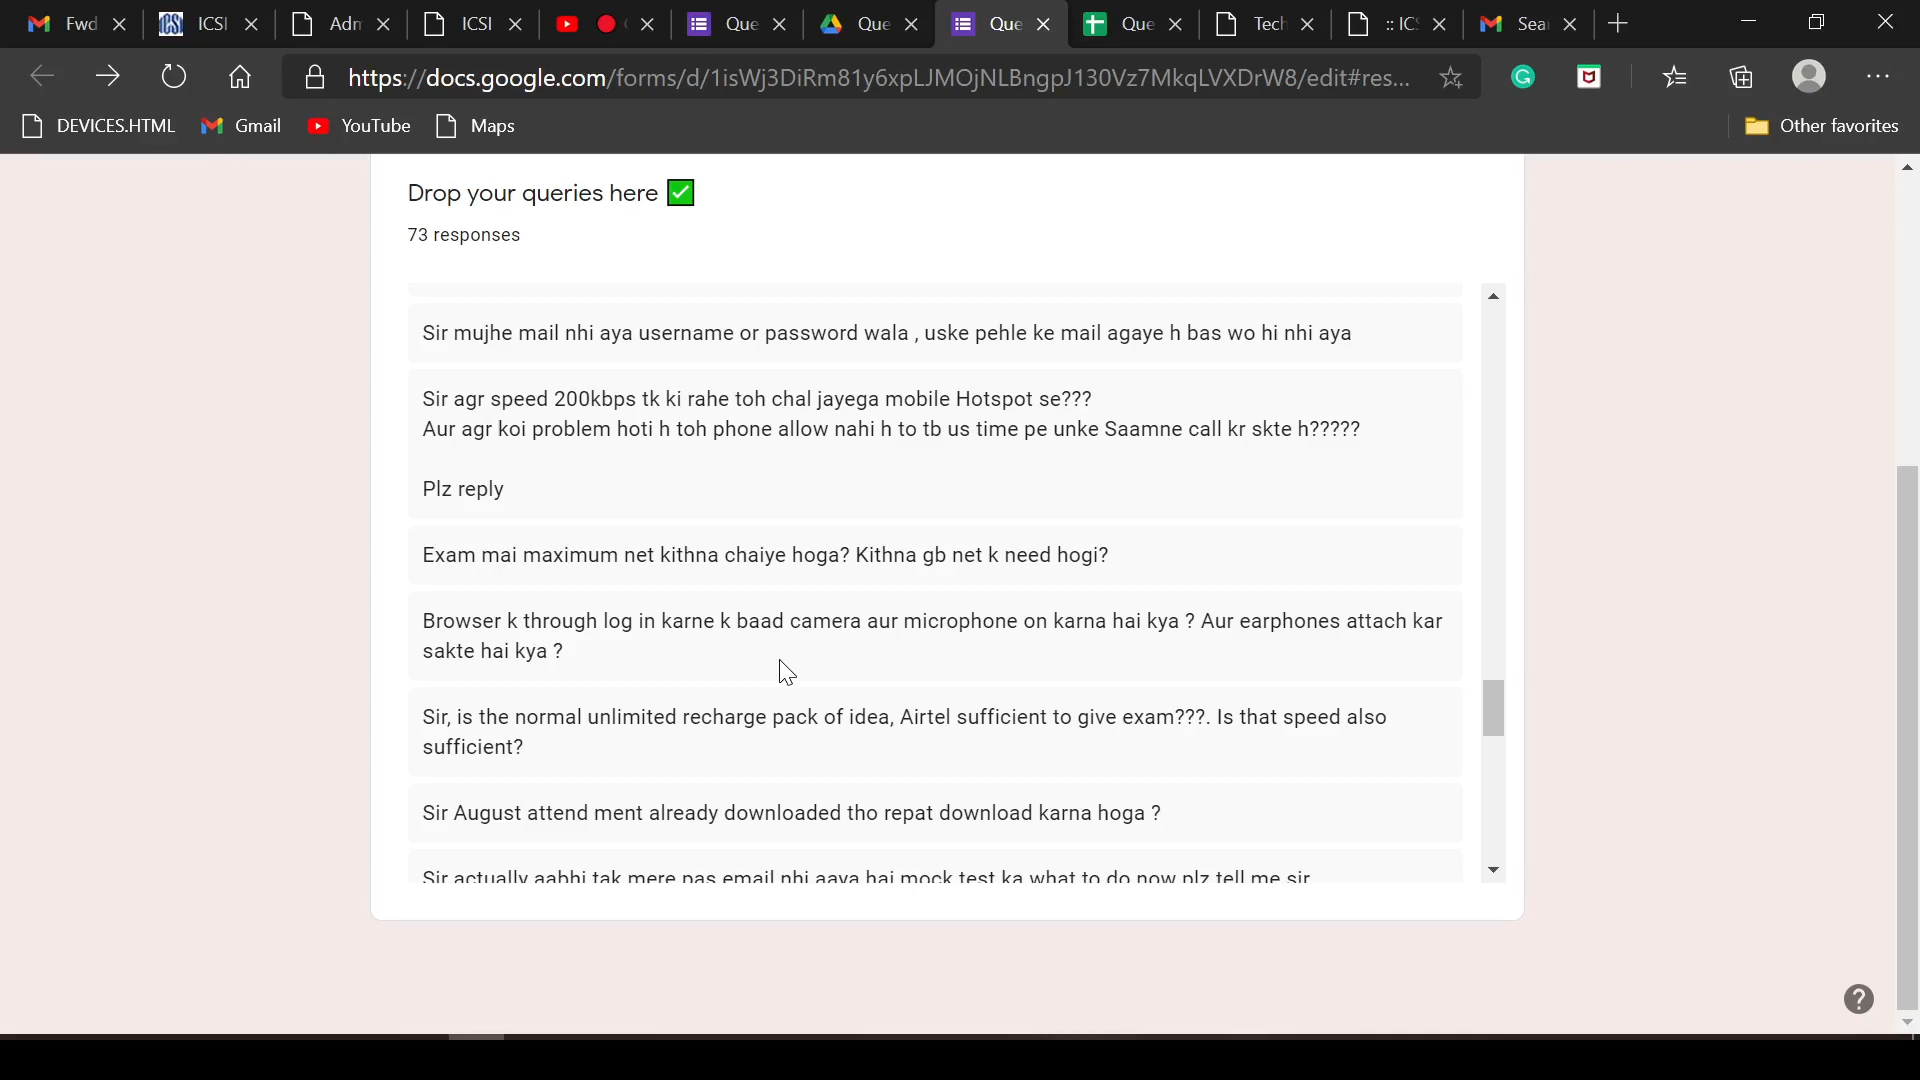 Fwd
ICSI
Adm
ICSI
Que
Que
Que
Que
Tech
:: IC
Sea
https://docs.google.com/forms/d/1isWj3DiRm81y6xpLJMOjNLBngpJ130Vz7MkqLVXDrW8/edit#res...
DEVICES.HTML
Gmail
YouTube
Maps
Other favorites
Drop your queries here ✅
73 responses
Sir mujhe mail nhi aya username or password wala , uske pehle ke mail agaye h bas wo hi nhi aya
Sir agr speed 200kbps tk ki rahe toh chal jayega mobile Hotspot se???
Aur agr koi problem hoti h toh phone allow nahi h to tb us time pe unke Saamne call kr skte h?????
Plz reply
Exam mai maximum net kithna chaiye hoga? Kithna gb net k need hogi?
Browser k through log in karne k baad camera aur microphone on karna hai kya ? Aur earphones attach kar
sakte hai kya ?
Sir, is the normal unlimited recharge pack of idea, Airtel sufficient to give exam???. Is that speed also
sufficient?
Sir August attend ment already downloaded tho repat download karna hoga ?
Sir actually aabhi tak mere pas email nhi aaya hai mock test ka what to do now plz tell me sir